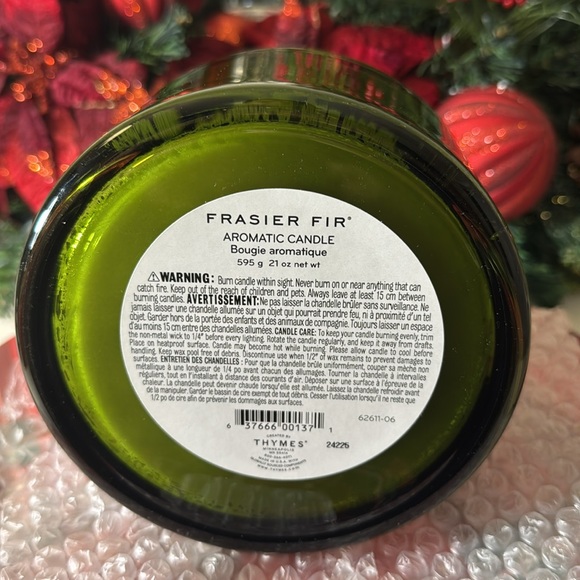 FRASIER FIR®
AROMATIC CANDLE
Bougie aromatique
595 g 21 oz net wt
⚠WARNING: Burn candle within sight. Never burn on or near anything that can
catch fire. Keep out of the reach of children and pets. Always leave at least 15 cm between
burning candles. AVERTISSEMENT:Ne pas laisser la chandelle brûler sans surveillance. Ne
jamais laisser une chandelle allumée sur un objet qui pourrait prendre feu, ni à proximité d'un tel
objet. Garder hors de la portée des enfants et des animaux de compagnie. Toujours laisser un espace
d'au moins 15 cm entre des chandelles allumées. CANDLE CARE: To keep your candle burning evenly, trim
the non-metal wick to 1/4" before every lighting, rotate regularly, and keep it away from drafts.
Place on heatproof surface. Candle may become hot while burning. Please allow candle to cool before
handling. Keep wax pool free of debris. Discontinue use when 1/2" of wax remains to prevent damages to
surfaces. ENTRETIEN DES CHANDELLES : Pour que la chandelle brûle uniformément, couper sa mèche non
métallique à une longueur de 1/4 po avant chacun des allumages. Tourner la chandelle à intervalles
réguliers, tout en l'installant à distance des courants d'air. Déposer sur une surface à l'épreuve de la
chaleur. La chandelle peut devenir chaude lorsqu'elle est allumée. Laissez la chandelle refroidir avant
de la manipuler. Garder le bassin de cire exempt de tout débris. Cesser l'utilisation lorsqu'il ne reste que
1/2 po de cire afin de prévenir les dommages aux surfaces.
6 37666 00137 1
62611-06
CREATED BY
THYMES®
24225
MINNEAPOLIS